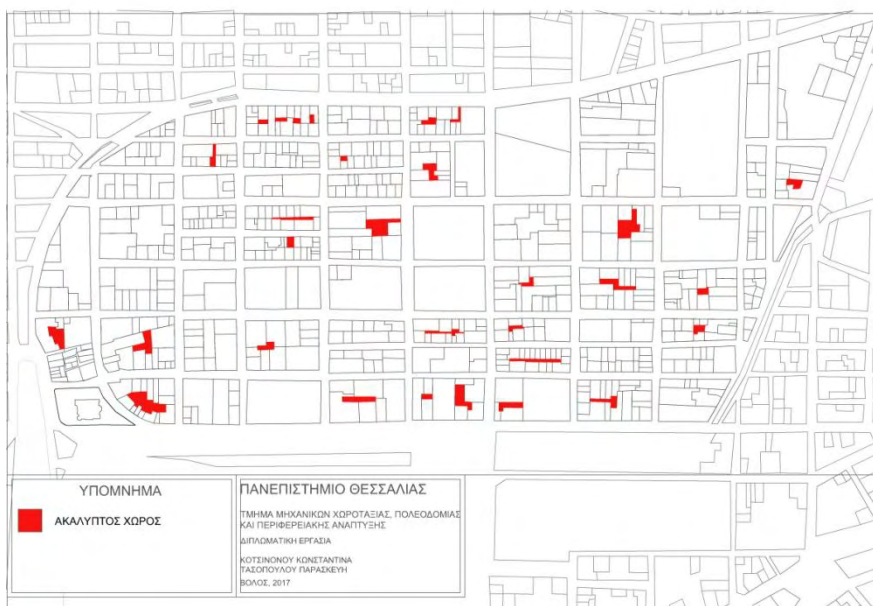 ΥΠΟΜΝΗΜΑ
ΑΚΑΛΥΠΤΟΣ ΧΩΡΟΣ
ΠΑΝΕΠΙΣΤΗΜΙΟ ΘΕΣΣΑΛΙΑΣ
ΤΜΗΜΑ ΜΗΧΑΝΙΚΩΝ ΧΩΡΟΤΑΞΙΑΣ, ΠΟΛΕΟΔΟΜΙΑΣ
ΚΑΙ ΠΕΡΙΦΕΡΕΙΑΚΗΣ ΑΝΑΠΤΥΞΗΣ
ΔΙΠΛΩΜΑΤΙΚΗ ΕΡΓΑΣΙΑ
ΚΟΤΣΙΝΟΝΟΥ ΚΩΝΣΤΑΝΤΙΝΑ
ΤΑΣΟΠΟΥΛΟΥ ΠΑΡΑΣΚΕΥΗ
ΒΟΛΟΣ, 2017